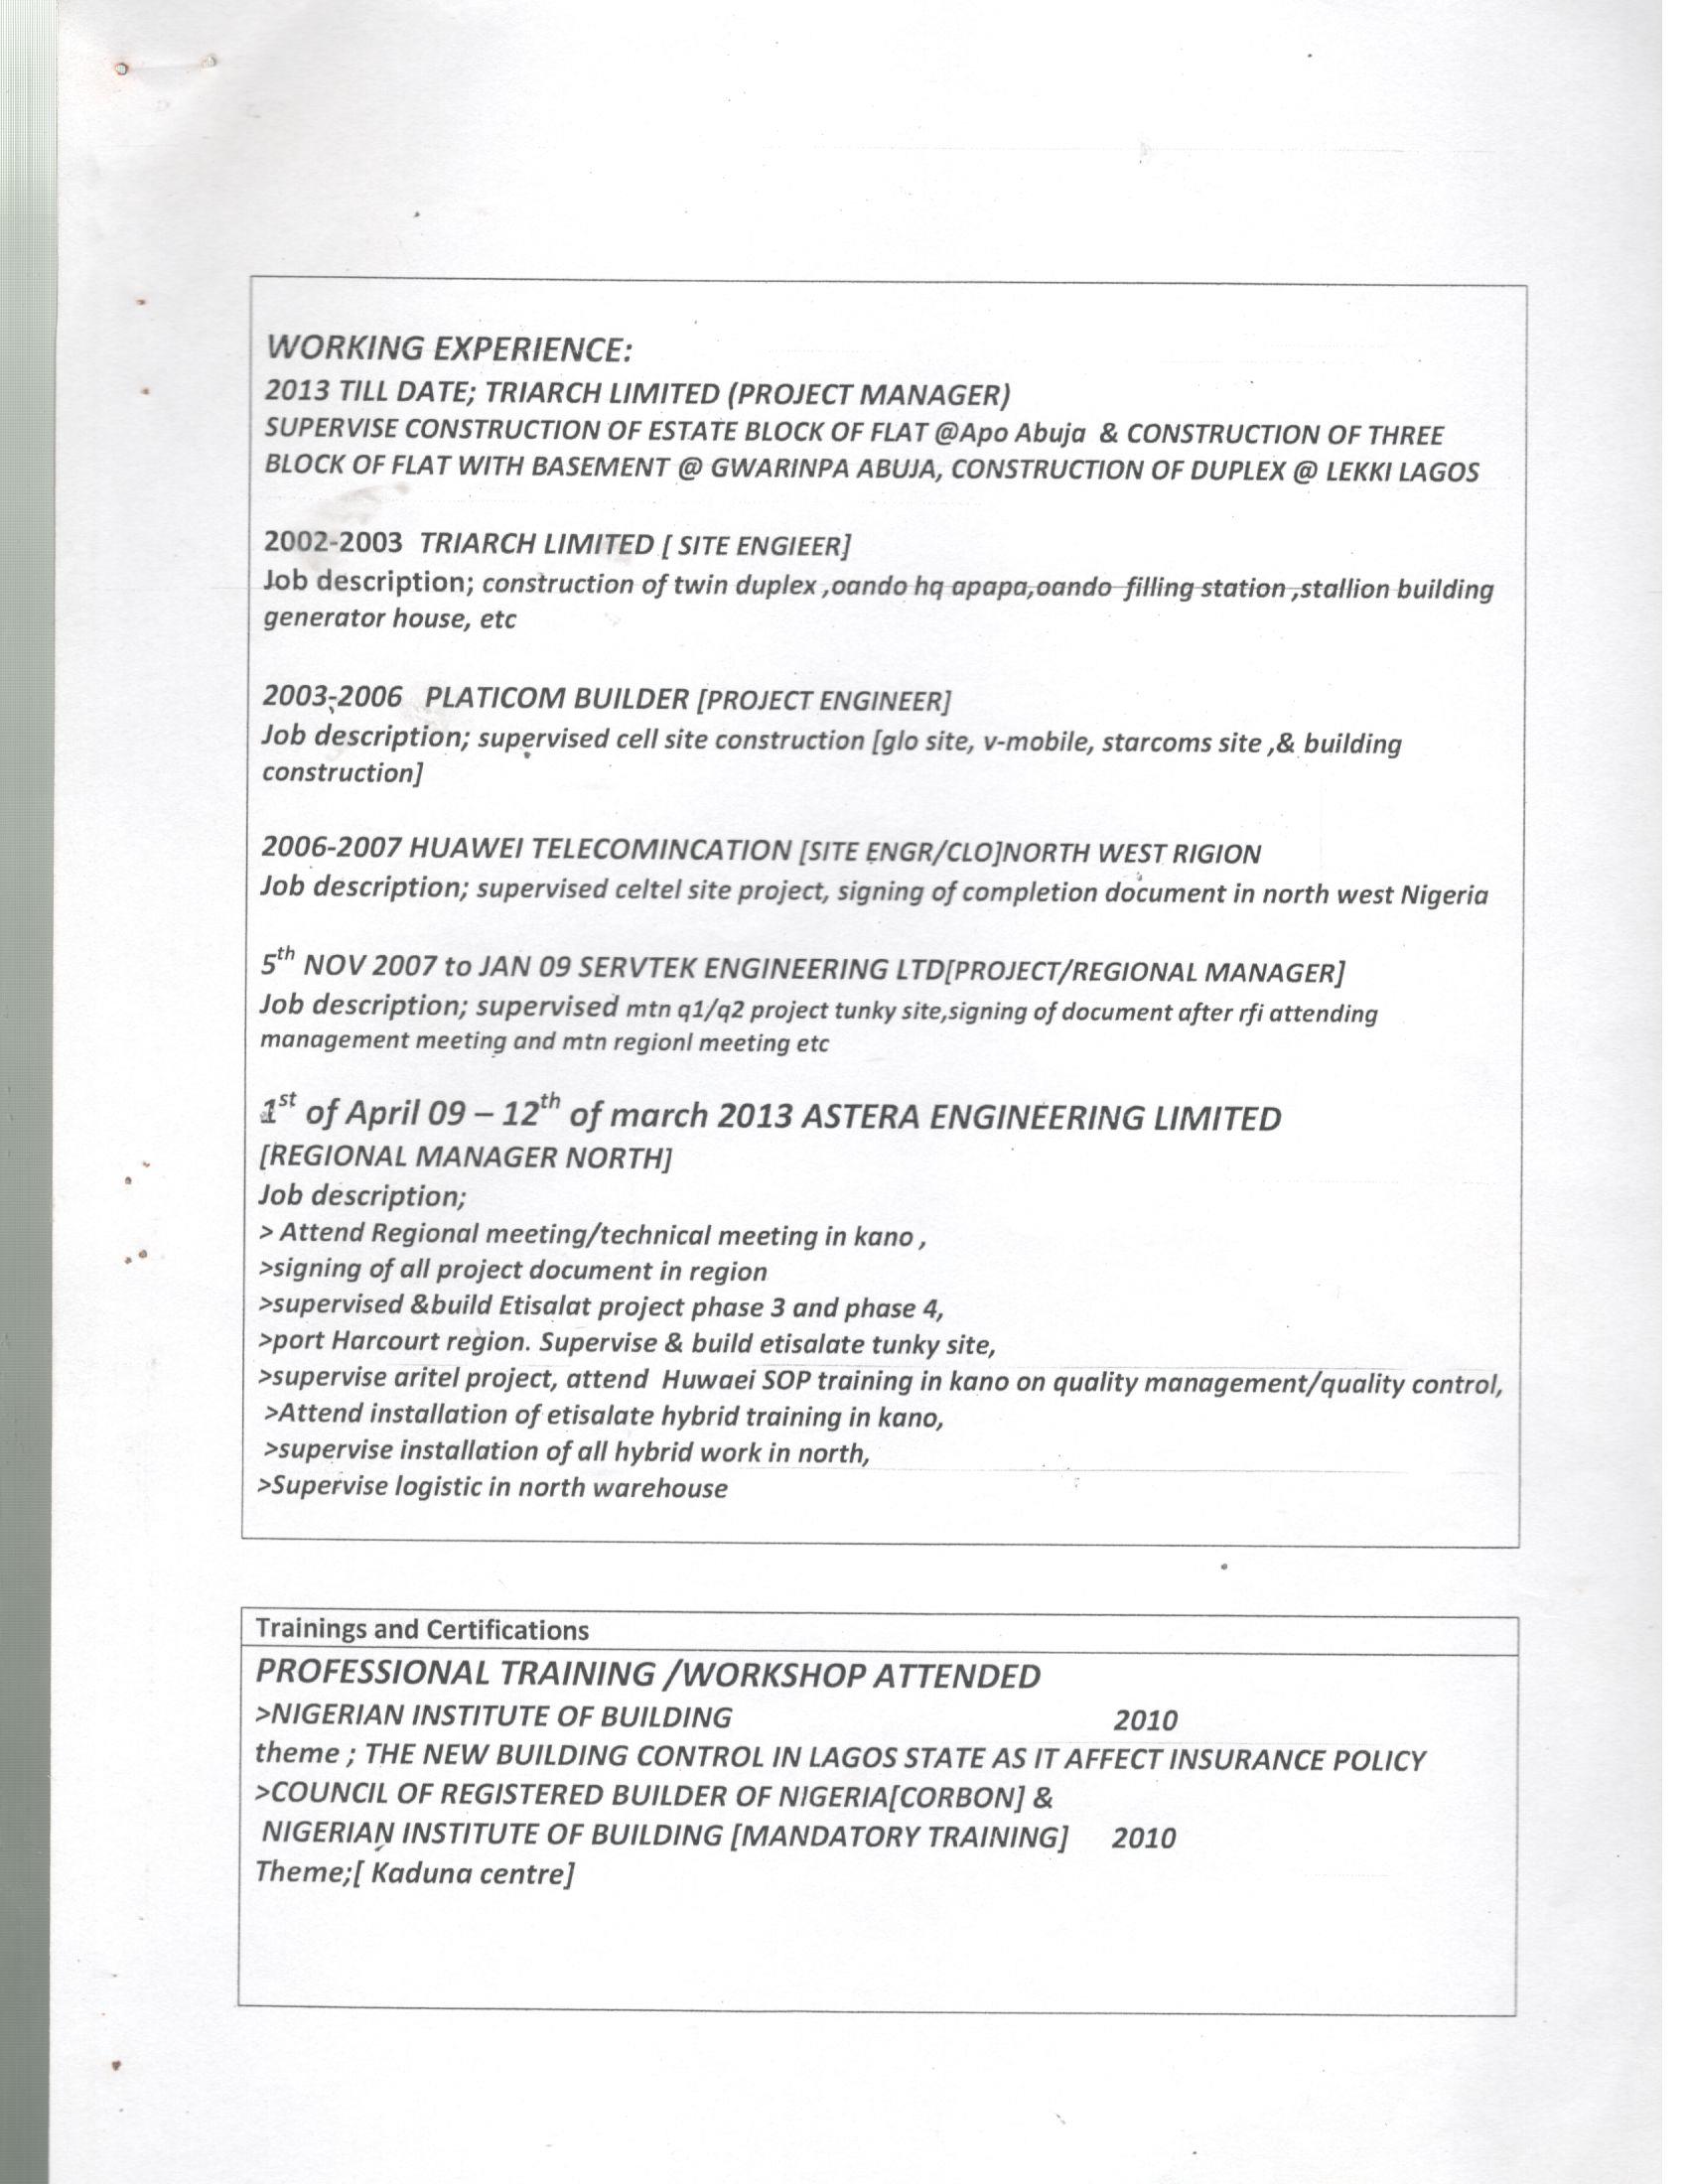 WORKING EXPERIENCE:
2013 TILL DATE; TRIARCH LIMITED (PROJECT MANAGER)
SUPERVISE CONSTRUCTION OF ESTATE BLOCK OF FLAT @Apo Abuja & CONSTRUCTION OF THREE
BLOCK OF FLAT WITH BASEMENT @ GWARINPA ABUJA, CONSTRUCTION OF DUPLEX @ LEKKI LAGOS
2002-2003 TRIARCH LIMITED [ SITE ENGIEER]
Job description; construction of twin duplex ,oando hq apapa,oando filling station ,stallion building
generator house, etc
2003-2006 PLATICOM BUILDER [PROJECT ENGINEER]
Job description; supervised cell site construction [glo site, v-mobile, starcoms site ,& building
construction]
2006-2007 HUAWEI TELECOMINCATION [SITE ENGR/CLO]NORTH WEST RIGION
Job description; supervised celtel site project, signing of completion document in north west Nigeria
5th NOV 2007 to JAN 09 SERVTEK ENGINEERING LTD[PROJECT/REGIONAL MANAGER]
Job description; supervised mtn q1/q2 project tunky site,signing of document after rfi attending
management meeting and mtn regionl meeting etc
1st of April 09 – 12th of march 2013 ASTERA ENGINEERING LIMITED
[REGIONAL MANAGER NORTH]
Job description;
> Attend Regional meeting/technical meeting in kano ,
>signing of all project document in region
>supervised &build Etisalat project phase 3 and phase 4,
>port Harcourt region. Supervise & build etisalate tunky site,
>supervise aritel project, attend Huwaei SOP training in kano on quality management/quality control,
>Attend installation of etisalate hybrid training in kano,
>supervise installation of all hybrid work in north,
>Supervise logistic in north warehouse
Trainings and Certifications
PROFESSIONAL TRAINING /WORKSHOP ATTENDED
>NIGERIAN INSTITUTE OF BUILDING 2010
theme ; THE NEW BUILDING CONTROL IN LAGOS STATE AS IT AFFECT INSURANCE POLICY
>COUNCIL OF REGISTERED BUILDER OF NIGERIA[CORBON] &
NIGERIAN INSTITUTE OF BUILDING [MANDATORY TRAINING] 2010
Theme;[ Kaduna centre]